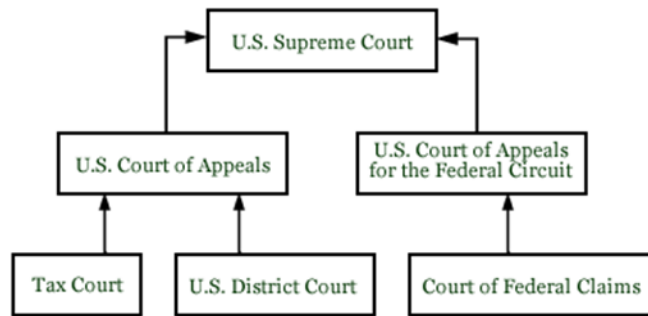 U.S. Supreme Court
U.S. Court of Appeals
U.S. Court of Appeals
for the Federal Circuit
Tax Court
U.S. District Court
Court of Federal Claims